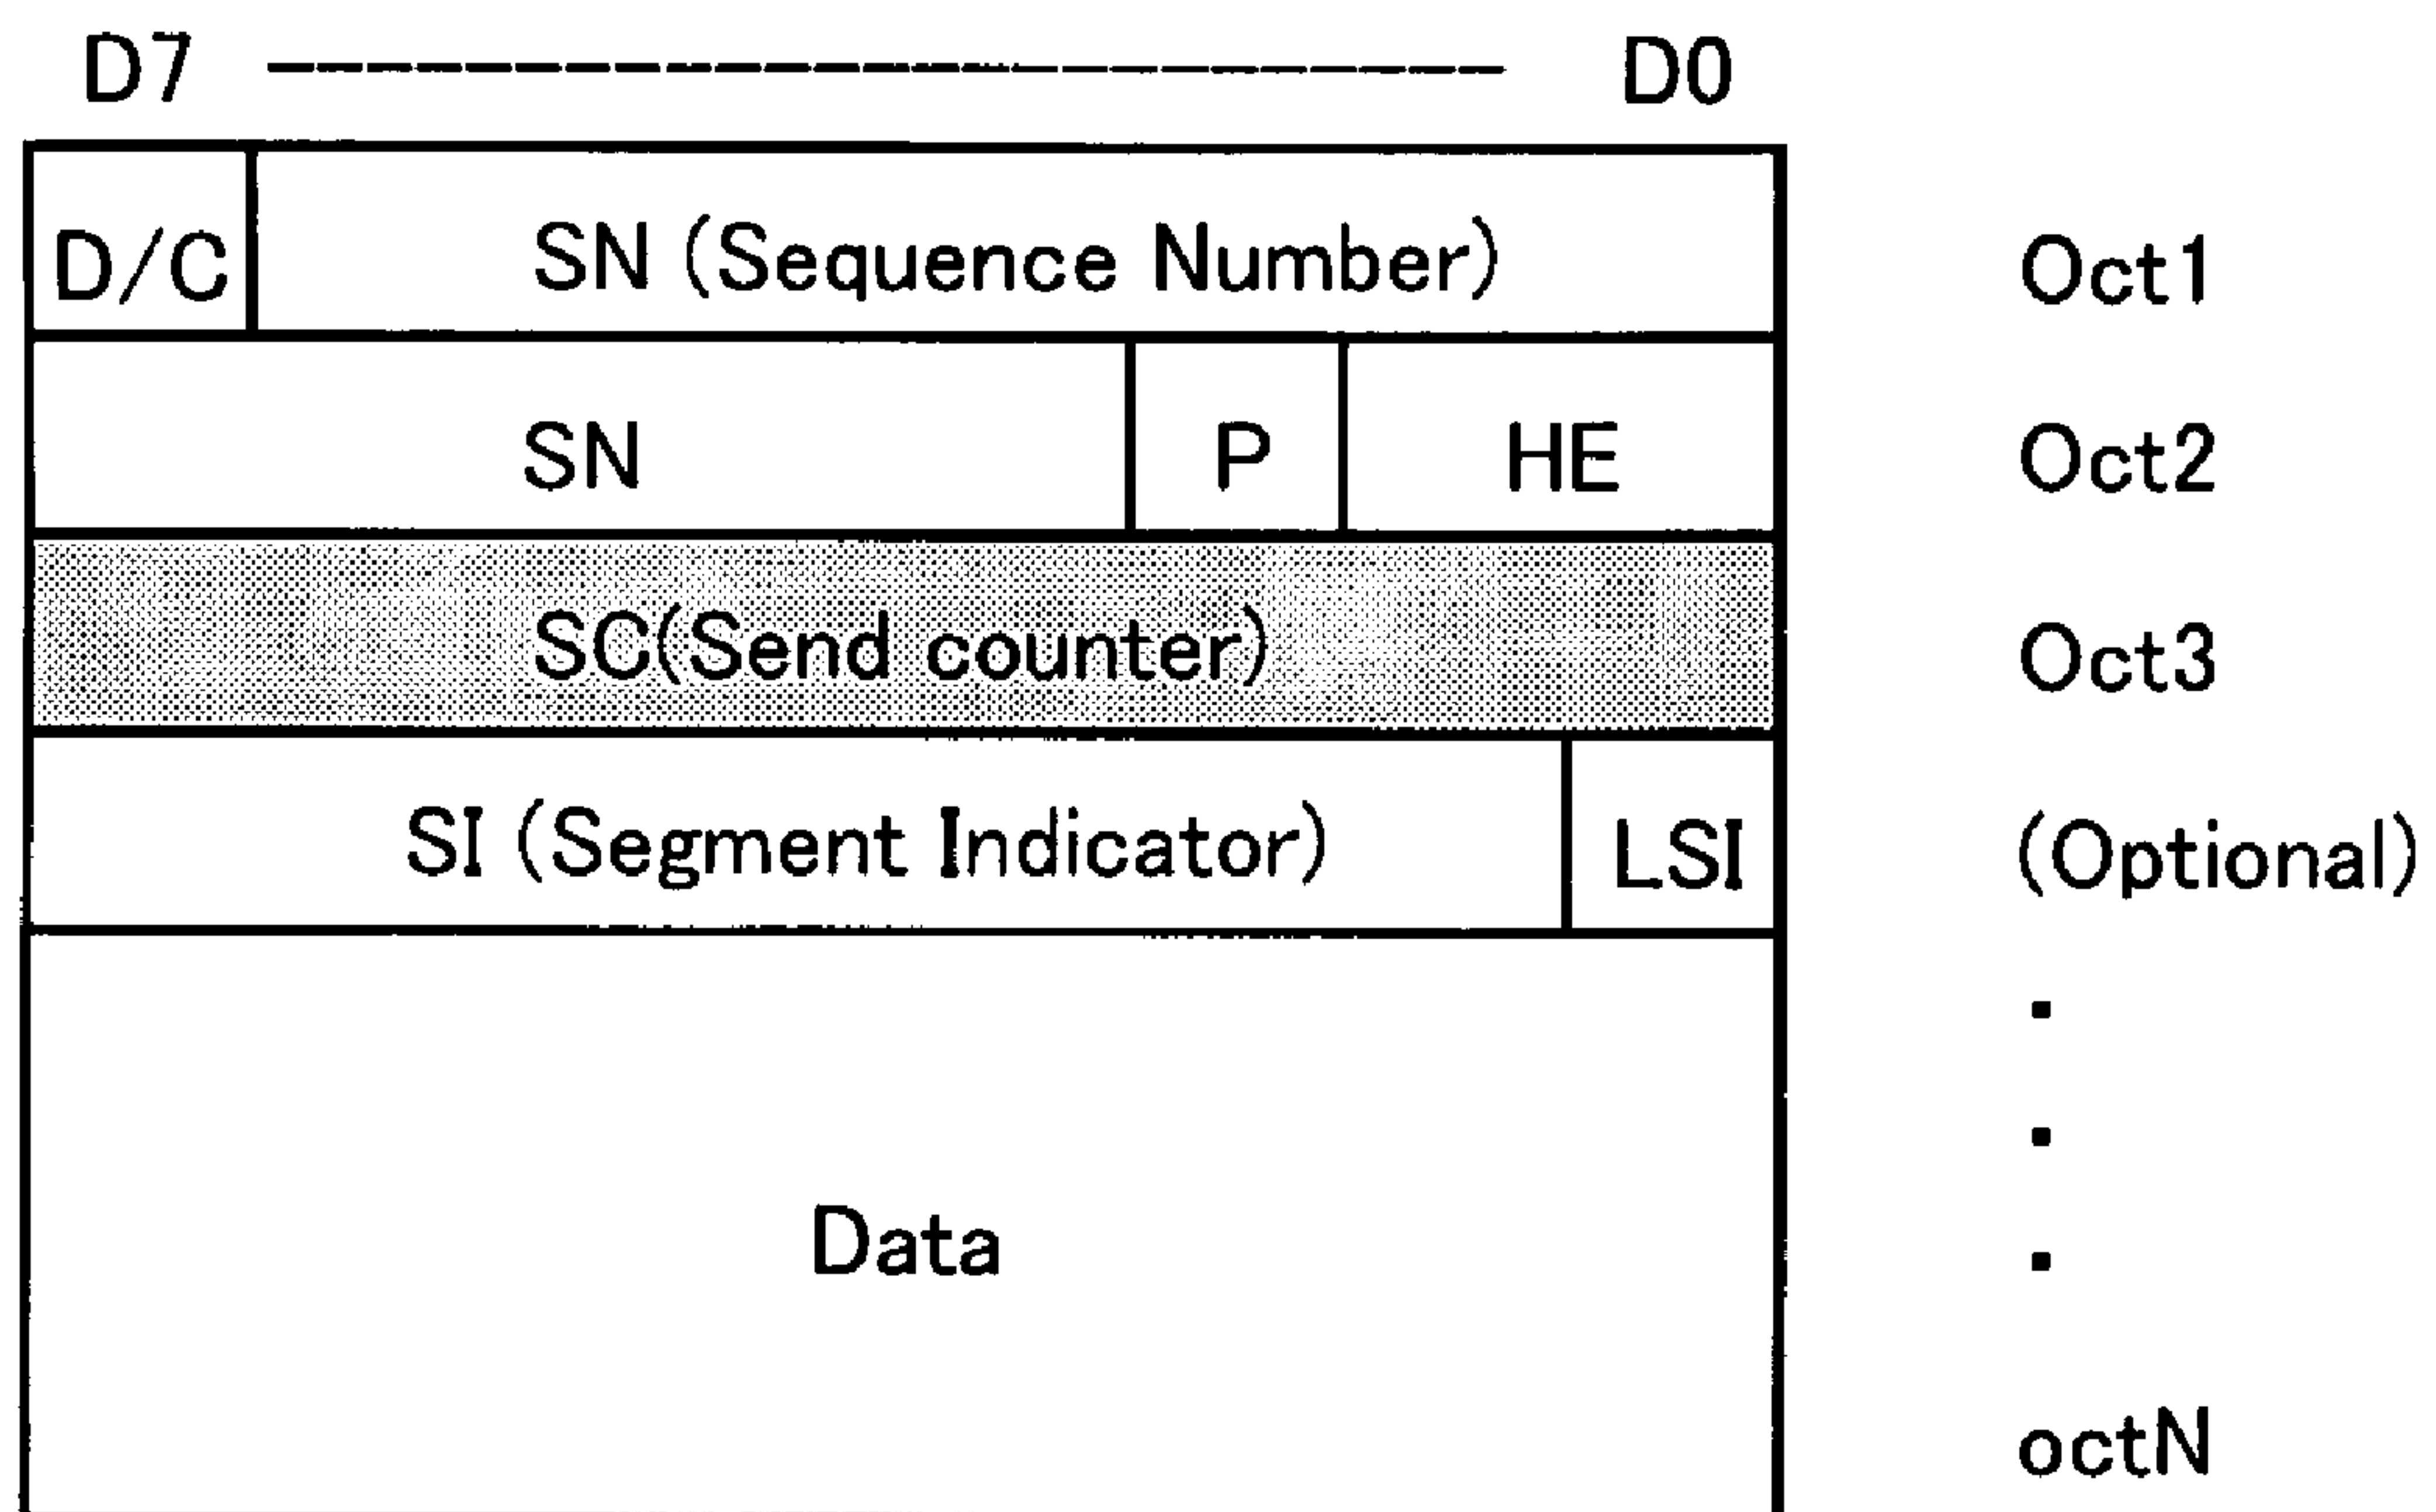 D7 ------------------------- D0
D/C SN (Sequence Number) Oct1
SN P HE Oct2
SC(Send counter) Oct3
SI (Segment Indicator) LSI (Optional)
Data
octN